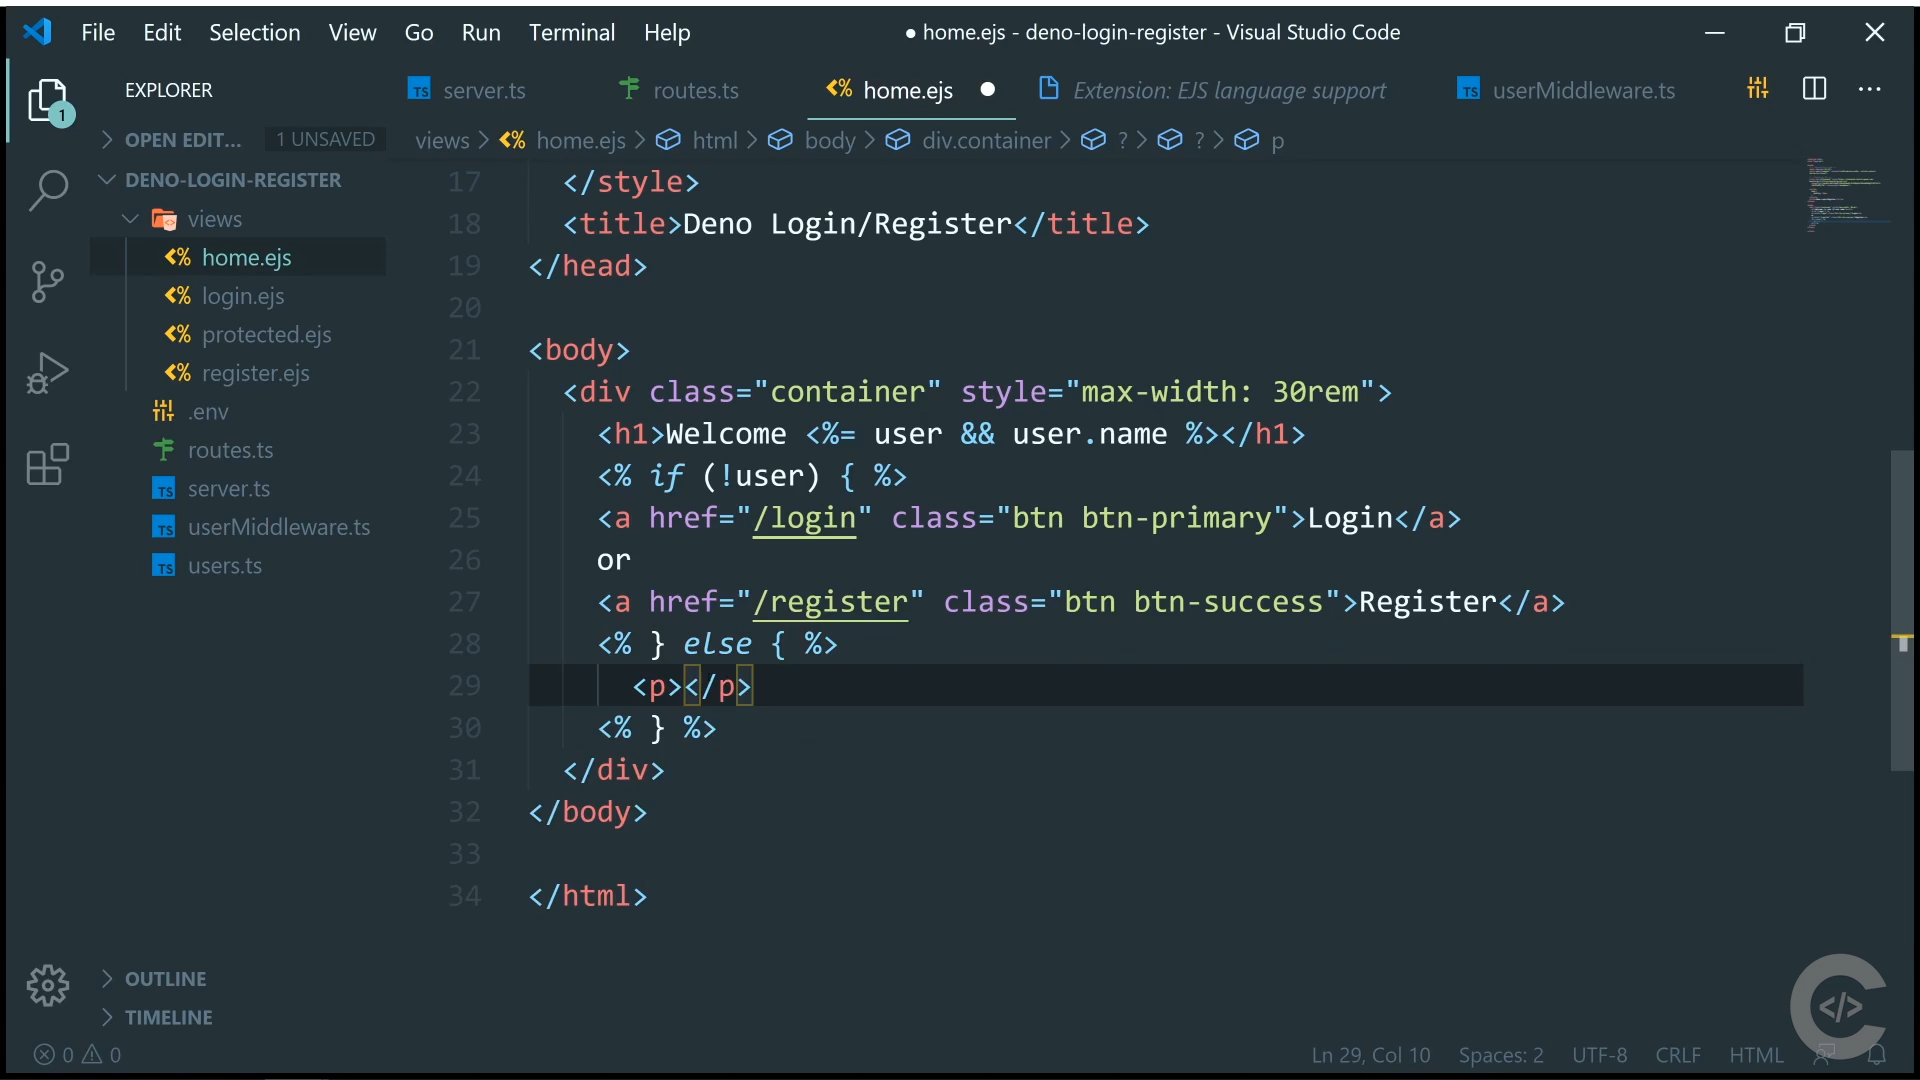 File Edit Selection View Go Run Terminal Help
● home.ejs - deno-login-register - Visual Studio Code
EXPLORER
server.ts
routes.ts
home.ejs
Extension: EJS language support
userMiddleware.ts
1
OPEN EDIT...
1 UNSAVED
views > home.ejs > html > body > div.container > ? > ? > p
DENO-LOGIN-REGISTER
views
home.ejs
login.ejs
protected.ejs
register.ejs
.env
routes.ts
server.ts
userMiddleware.ts
users.ts
17 </style>
18 <title>Deno Login/Register</title>
19 </head>
20
21 <body>
22 <div class="container" style="max-width: 30rem">
23 <h1>Welcome <%= user && user.name %></h1>
24 <% if (!user) { %>
25 <a href="/login" class="btn btn-primary">Login</a>
26 or
27 <a href="/register" class="btn btn-success">Register</a>
28 <% } else { %>
29 <p></p>
30 <% } %>
31 </div>
32 </body>
33
34 </html>
OUTLINE
TIMELINE
0 0
Ln 29, Col 10
Spaces: 2
UTF-8
CRLF
HTML